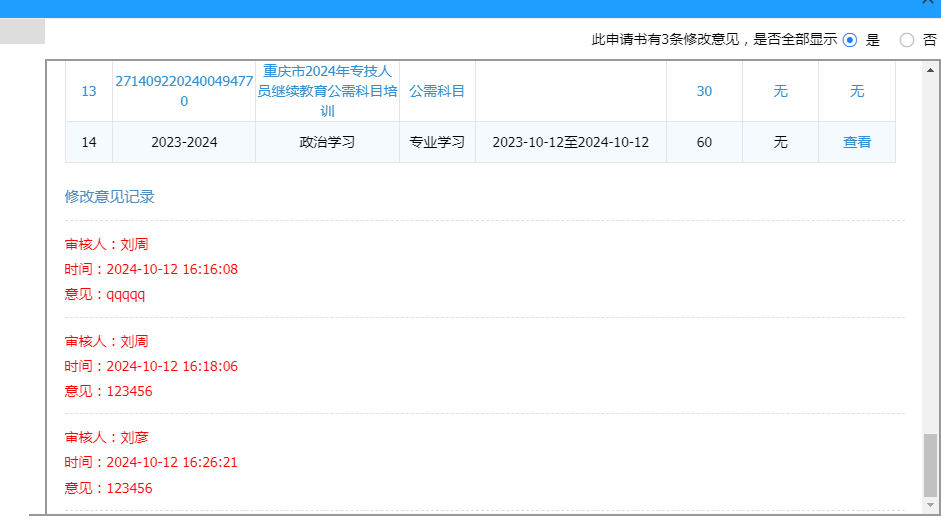 此申请书有3条修改意见，是否全部显示 是 否
13 2714092202400494770 重庆市2024年专技人员继续教育公需科目培训 公需科目 30 无 无
14 2023-2024 政治学习 专业学习 2023-10-12至2024-10-12 60 无 查看
修改意见记录
审核人：刘周
时间：2024-10-12 16:16:08
意见：qqqqq
审核人：刘周
时间：2024-10-12 16:18:06
意见：123456
审核人：刘彦
时间：2024-10-12 16:26:21
意见：123456